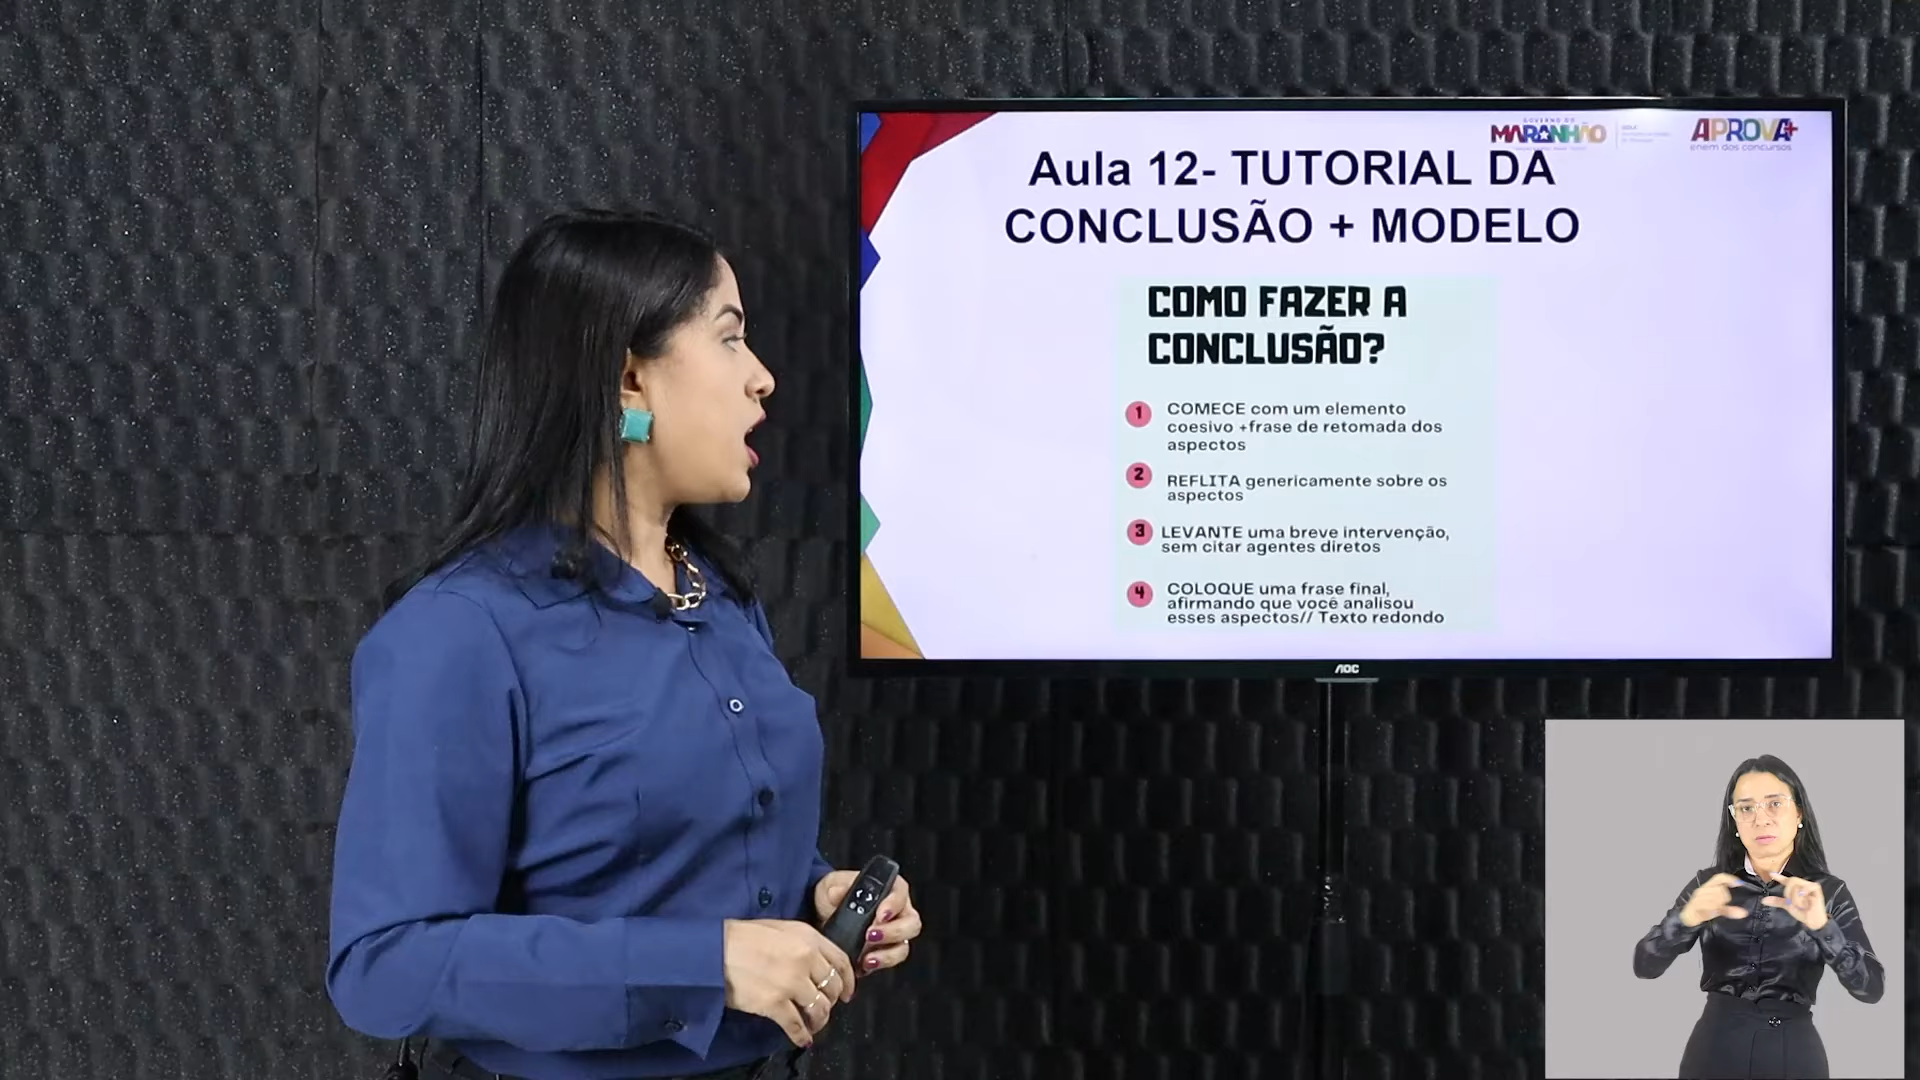 GOVERNO DO
MARANHÃO
APROVA+
enem dos concursos
Aula 12- TUTORIAL DA
CONCLUSÃO + MODELO
COMO FAZER A
CONCLUSÃO?
1 COMECE com um elemento
coesivo +frase de retomada dos
aspectos
2 REFLITA genericamente sobre os
aspectos
3 LEVANTE uma breve intervenção,
sem citar agentes diretos
4 COLOQUE uma frase final,
afirmando que você analisou
esses aspectos// Texto redondo
AOC